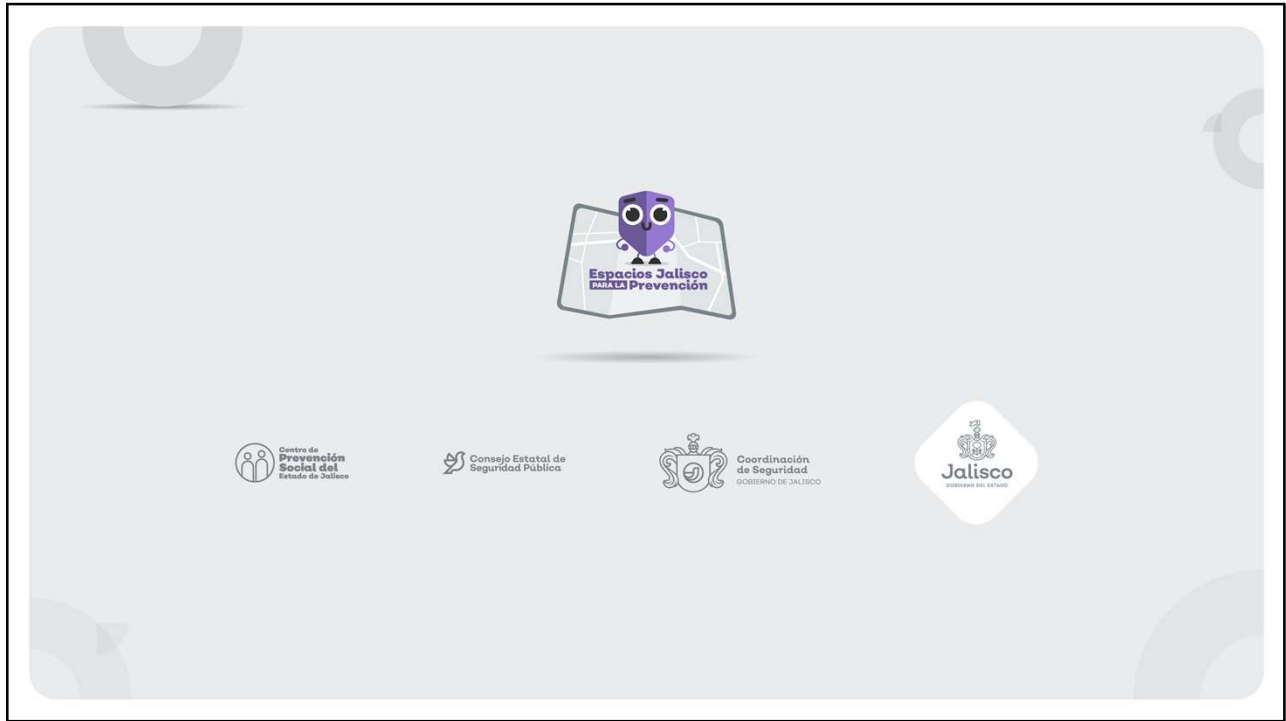 Espacios Jalisco
PARA LA Prevención
Centro de
Prevención
Social del
Estado de Jalisco
Consejo Estatal de
Seguridad Pública
Coordinación
de Seguridad
GOBIERNO DE JALISCO
Jalisco
GOBIERNO DEL ESTADO